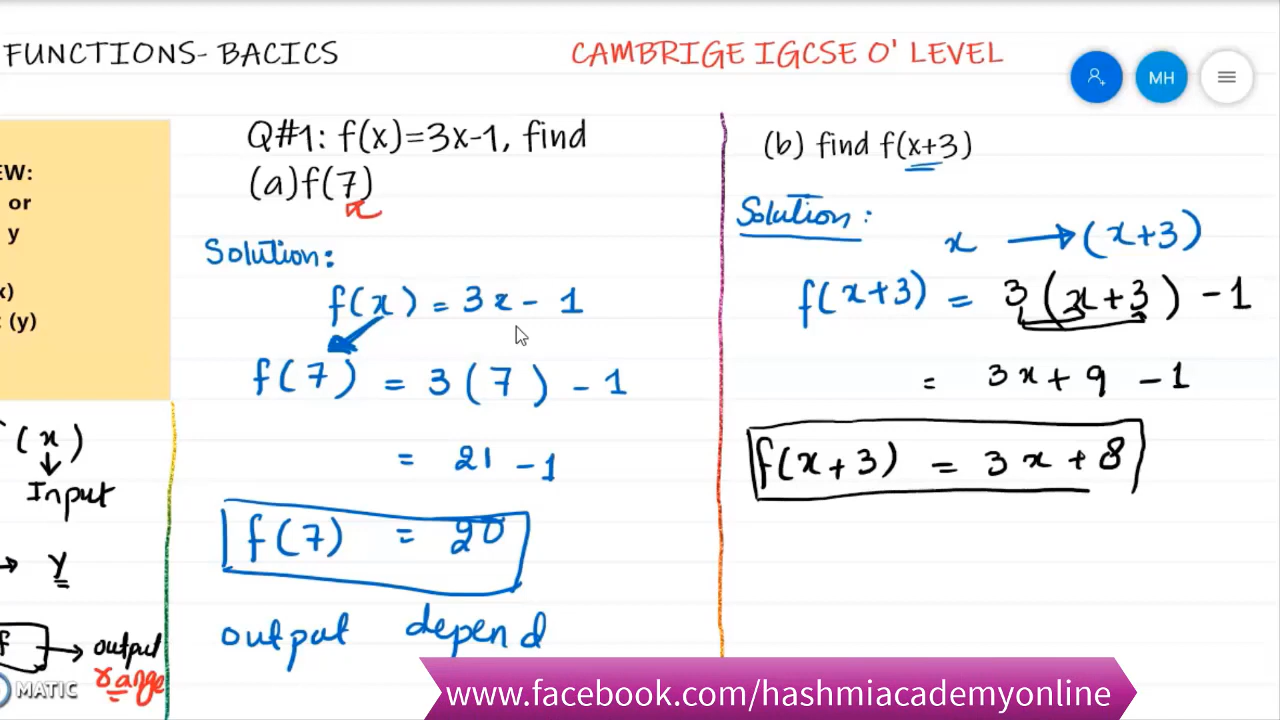 FUNCTIONS- BACICS
CAMBRIGE IGCSE O' LEVEL
MH
EW:
or
y
x)
: (y)
(x)
Input
→ y
f → output
range
MATIC
Q#1: f(x)=3x-1, find
(a)f(7)
x
Solution:
f(x) = 3x - 1
f(7) = 3(7) - 1
= 21 - 1
f(7) = 20
output depend
(b) find f(x+3)
Solution:
x → (x+3)
f(x+3) = 3(x+3) - 1
= 3x + 9 - 1
f(x+3) = 3x + 8
www.facebook.com/hashmiacademyonline